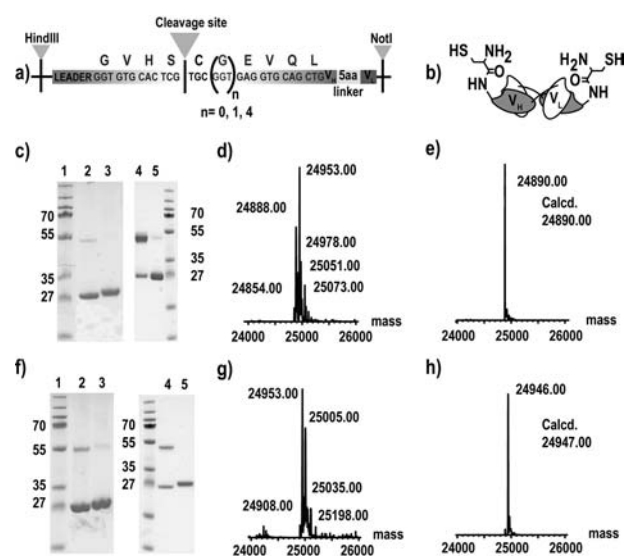 Cleavage site
HindIII
NotI
G V H S C G E V Q L
a)
LEADER GGT GTG CACT CG TGC (GGT)n GAG GTG CAG CTG VH 5aa VL
linker
n= 0, 1, 4
b)
HS NH2 H2N SH
O O
HN NH
VH VL
c)
1 2 3 4 5
70 70
55 55
35 35
27 27
d)
24953.00
24888.00
24978.00
25051.00
24854.00 25073.00
24000 25000 26000 mass
e)
24890.00
Calcd.
24890.00
24000 25000 26000 mass
f)
1 2 3 4 5
70 70
55 55
35 35
27 27
g)
24953.00
25005.00
25035.00
24908.00 25198.00
24000 25000 26000 mass
h)
24946.00
Calcd.
24947.00
24000 25000 26000 mass